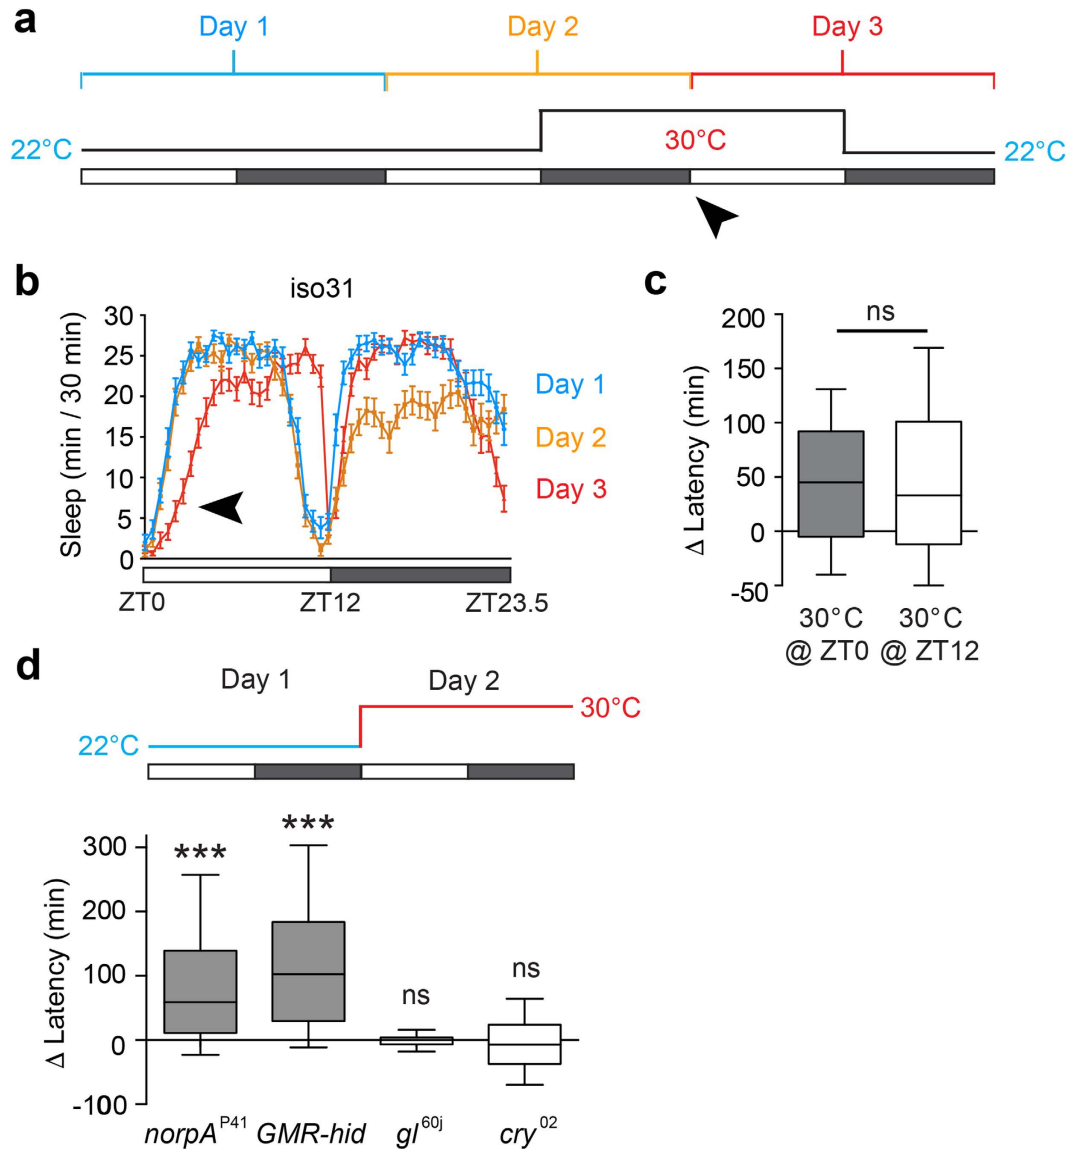 a
Day 1
Day 2
Day 3
22°C
30°C
22°C
b
iso31
Sleep (min / 30 min)
30
25
20
15
10
5
0
ZT0
ZT12
ZT23.5
Day 1
Day 2
Day 3
c
ns
Δ Latency (min)
200
150
100
50
0
-50
30°C
@ ZT0
30°C
@ ZT12
d
Day 1
Day 2
22°C
30°C
Δ Latency (min)
300
200
100
0
-100
***
***
ns
ns
norpA^P41
GMR-hid
gl^60j
cry^02